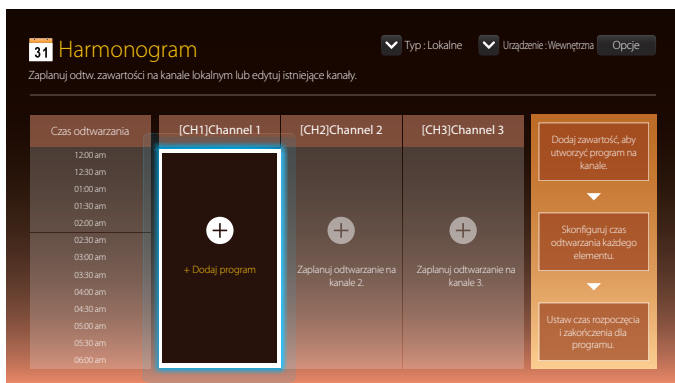 31 Harmonogram
Typ : Lokalne Urządzenie : Wewnętrzna Opcje
Zaplanuj odtw. zawartości na kanale lokalnym lub edytuj istniejące kanały.
Czas odtwarzania [CH1]Channel 1 [CH2]Channel 2 [CH3]Channel 3
12:00 am
12:30 am
01:00 am
01:30 am
02:00 am
02:30 am
03:00 am
03:30 am
04:00 am
04:30 am
05:00 am
05:30 am
06:00 am
+ Dodaj program
Zaplanuj odtwarzanie na
kanale 2.
Zaplanuj odtwarzanie na
kanale 3.
Dodaj zawartość, aby
utworzyć program na
kanale.
Skonfiguruj czas
odtwarzania każdego
elementu.
Ustaw czas rozpoczęcia
i zakończenia dla
programu.